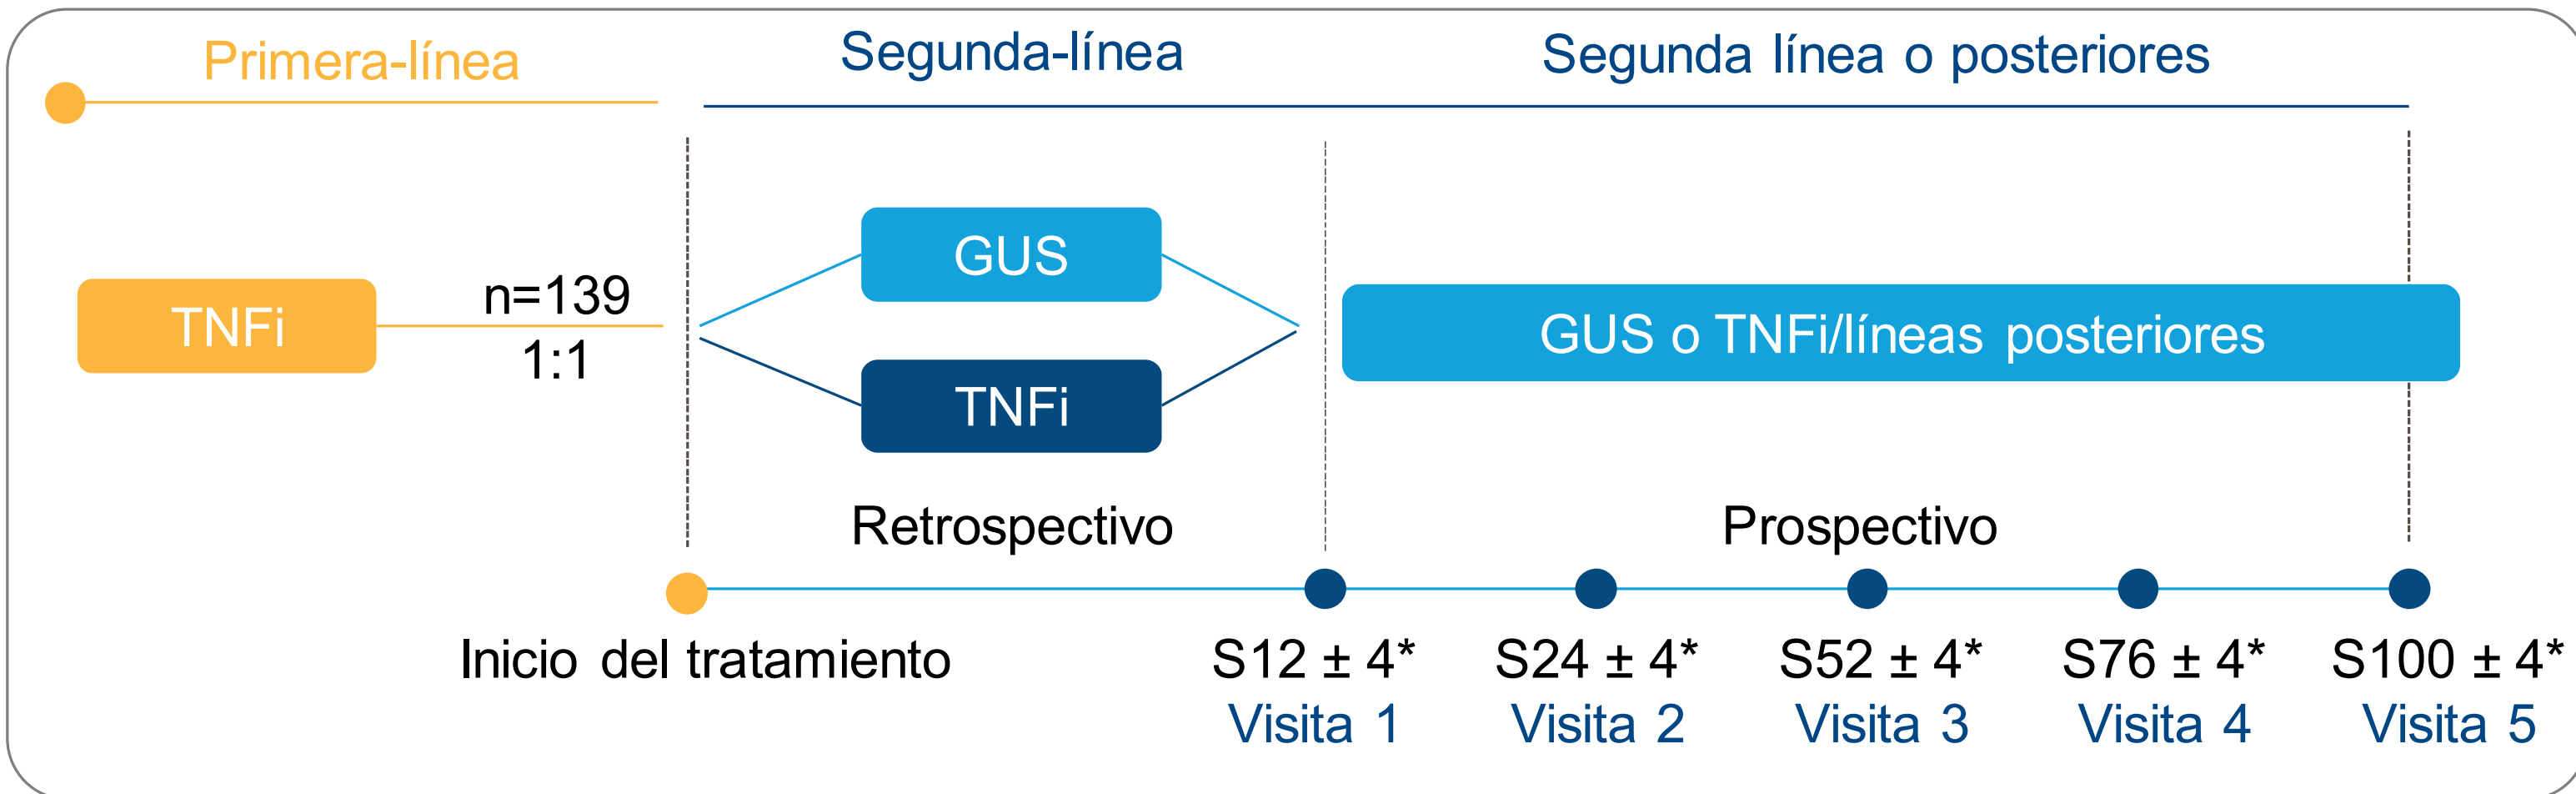 Primera-línea
Segunda-línea
Segunda línea o posteriores
TNFi
n=139
1:1
GUS
TNFi
GUS o TNFi/líneas posteriores
Retrospectivo
Prospectivo
Inicio del tratamiento
S12 ± 4*
Visita 1
S24 ± 4*
Visita 2
S52 ± 4*
Visita 3
S76 ± 4*
Visita 4
S100 ± 4*
Visita 5